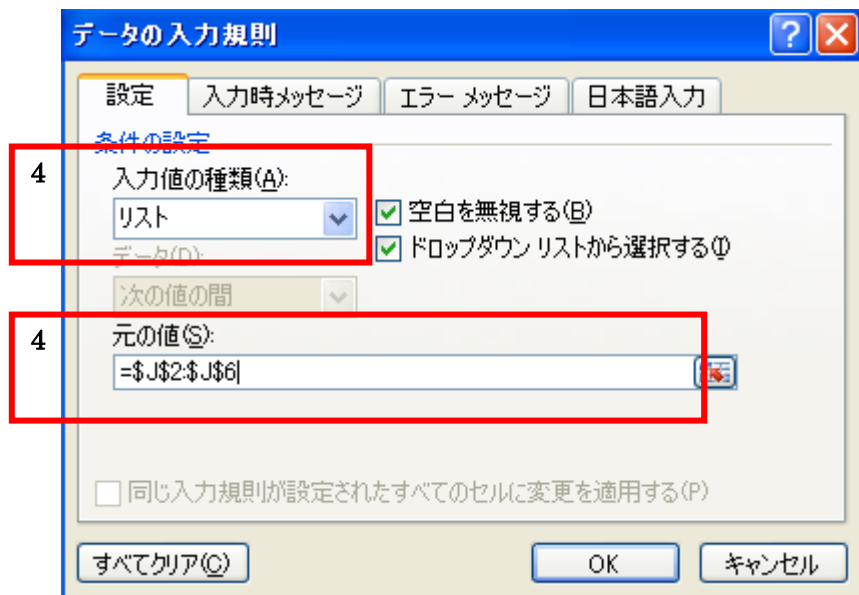 データの入力規則
設定 入力時メッセージ エラー メッセージ 日本語入力
条件の設定
4
入力値の種類(A):
リスト
空白を無視する(B)
ドロップダウン リストから選択する(I)
データ(D):
次の値の間
4
元の値(S):
=$J$2:$J$6
同じ入力規則が設定されたすべてのセルに変更を適用する(P)
すべてクリア(C) OK キャンセル